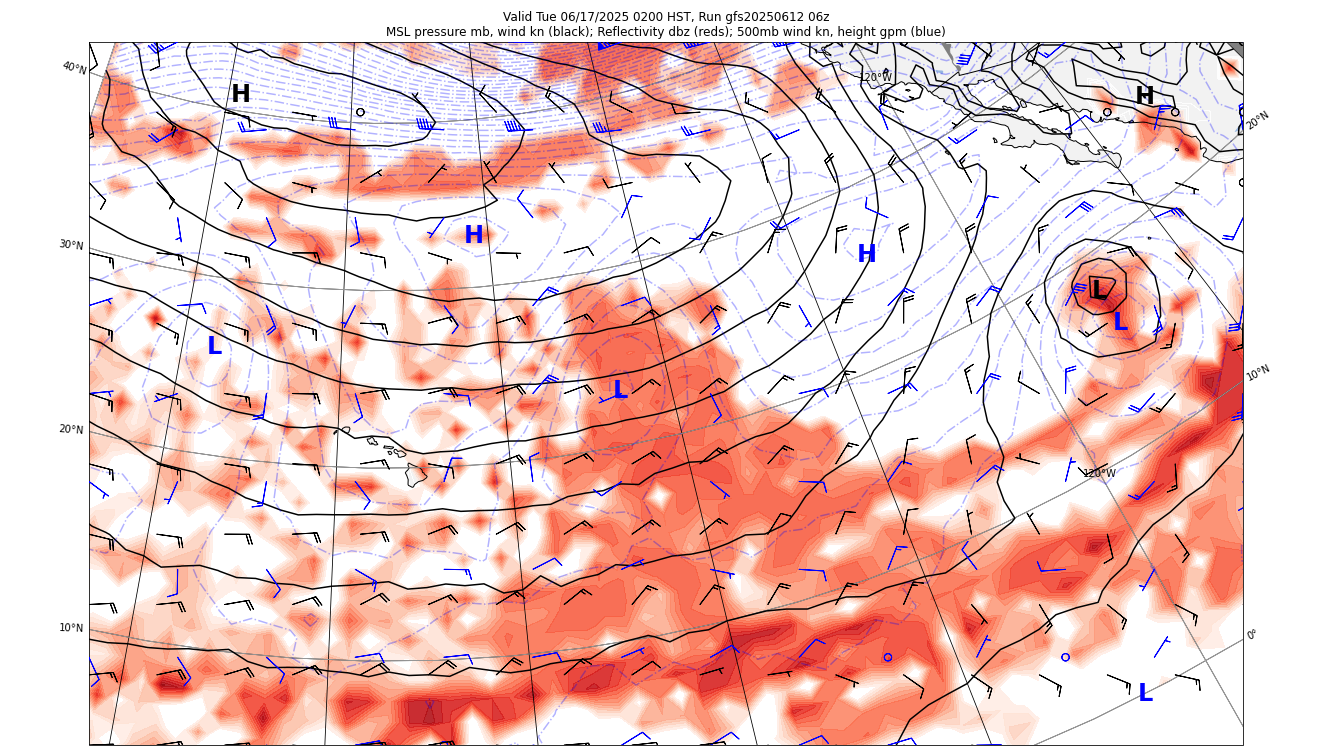 Valid Tue 06/17/2025 0200 HST, Run gfs20250612 06z
MSL pressure mb, wind kn (black); Reflectivity dbz (reds); 500mb wind kn, height gpm (blue)
40°N
120°W
H
H
20°N
30°N
H
H
L
L
L
10°N
L
20°N
120°W
10°N
0°
L